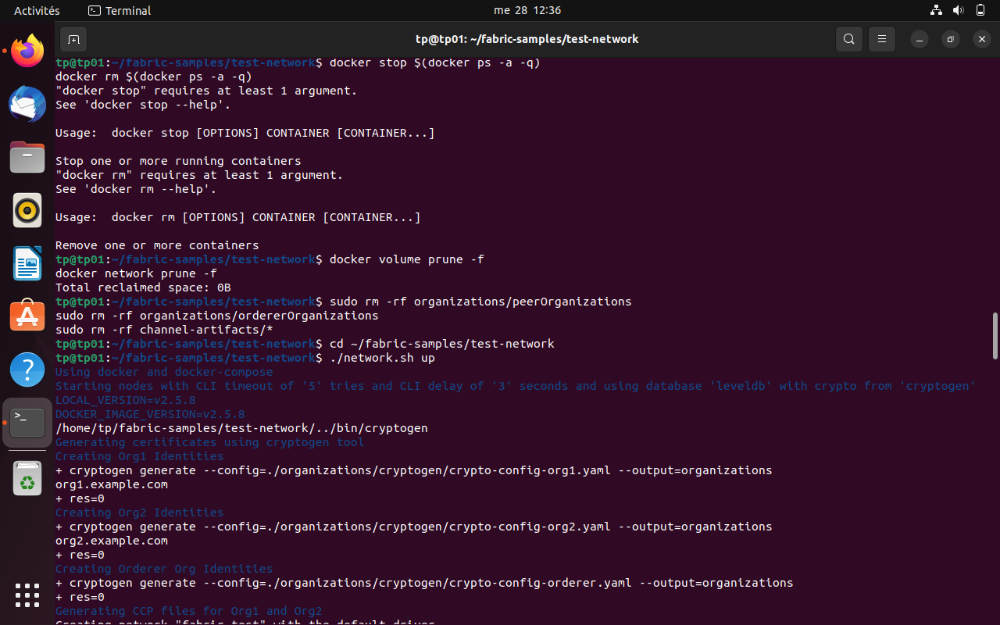 Activités
Terminal
me 28 12:36
tp@tp01: ~/fabric-samples/test-network
tp@tp01:~/fabric-samples/test-network$ docker stop $(docker ps -a -q)
docker rm $(docker ps -a -q)
"docker stop" requires at least 1 argument.
See 'docker stop --help'.
Usage:  docker stop [OPTIONS] CONTAINER [CONTAINER...]
Stop one or more running containers
"docker rm" requires at least 1 argument.
See 'docker rm --help'.
Usage:  docker rm [OPTIONS] CONTAINER [CONTAINER...]
Remove one or more containers
tp@tp01:~/fabric-samples/test-network$ docker volume prune -f
docker network prune -f
Total reclaimed space: 0B
tp@tp01:~/fabric-samples/test-network$ sudo rm -rf organizations/peerOrganizations
sudo rm -rf organizations/ordererOrganizations
sudo rm -rf channel-artifacts/*
tp@tp01:~/fabric-samples/test-network$ cd ~/fabric-samples/test-network
tp@tp01:~/fabric-samples/test-network$ ./network.sh up
Using docker and docker-compose
Starting nodes with CLI timeout of '5' tries and CLI delay of '3' seconds and using database 'leveldb' with crypto from 'cryptogen'
LOCAL_VERSION=v2.5.8
DOCKER_IMAGE_VERSION=v2.5.8
/home/tp/fabric-samples/test-network/../bin/cryptogen
Generating certificates using cryptogen tool
Creating Org1 Identities
+ cryptogen generate --config=./organizations/cryptogen/crypto-config-org1.yaml --output=organizations
org1.example.com
+ res=0
Creating Org2 Identities
+ cryptogen generate --config=./organizations/cryptogen/crypto-config-org2.yaml --output=organizations
org2.example.com
+ res=0
Creating Orderer Org Identities
+ cryptogen generate --config=./organizations/cryptogen/crypto-config-orderer.yaml --output=organizations
+ res=0
Generating CCP files for Org1 and Org2
Creating network "fabric_test" with the default driver